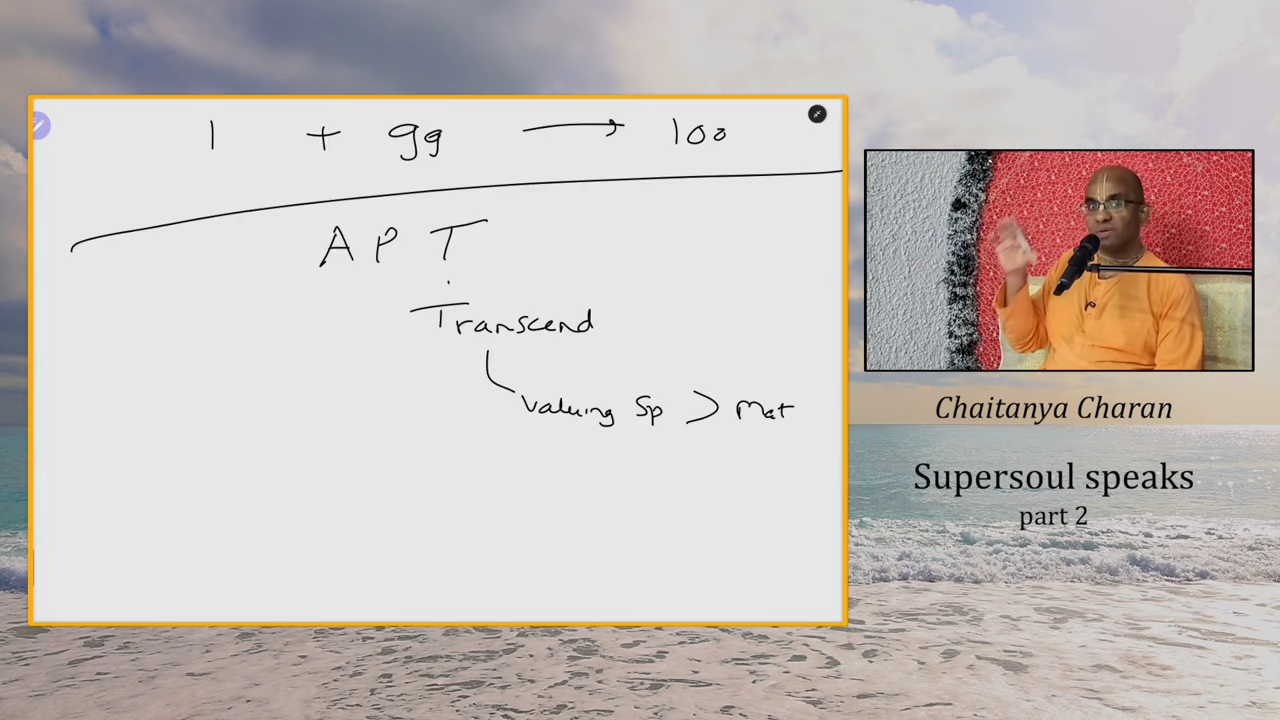 1 + 99 → 100
A P T
Transcend
Valuing Sp > Mat
Chaitanya Charan
Supersoul speaks
part 2